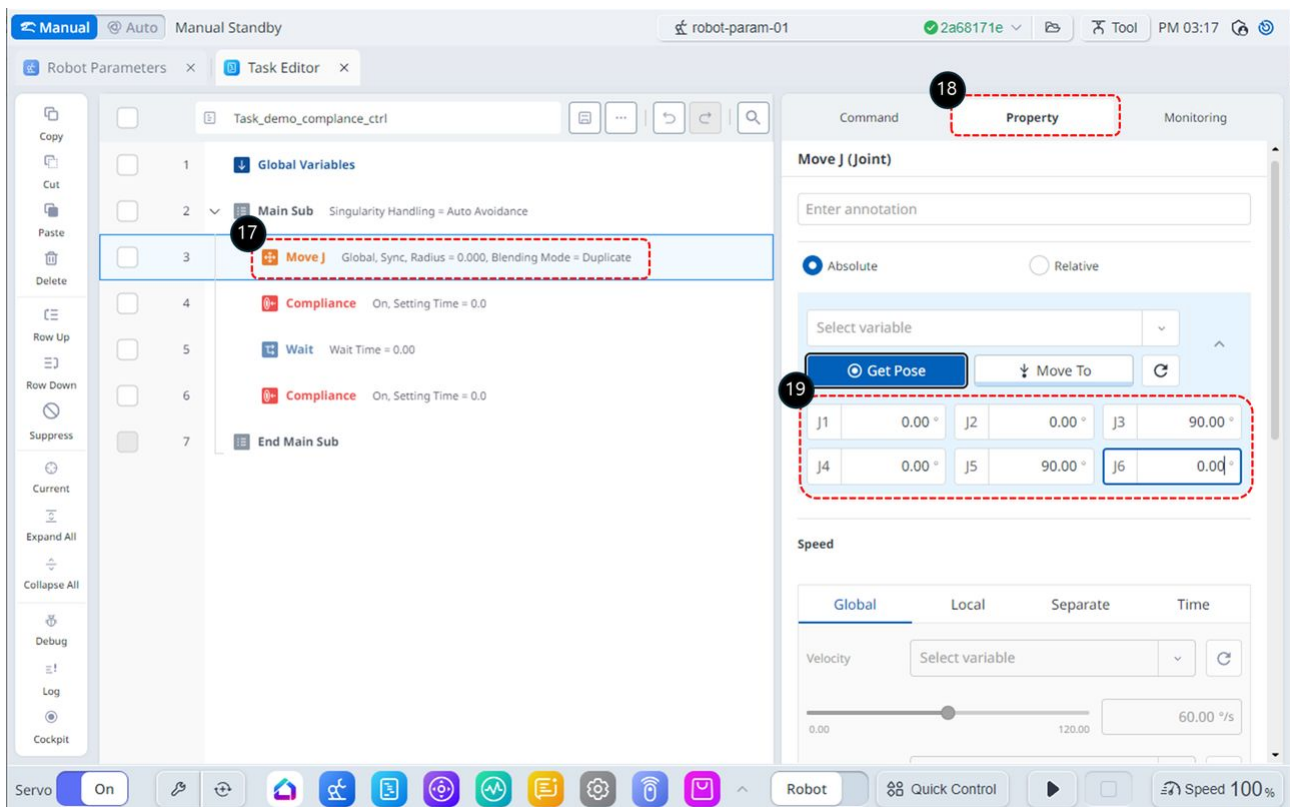 Manual Auto Manual Standby robot-param-01 2a68171e Tool PM 03:17
Robot Parameters × Task Editor ×
18
Copy Task_demo_complance_ctrl ... Command Property Monitoring
Cut 1 Global Variables Move J (Joint)
Paste 2 Main Sub Singularity Handling = Auto Avoidance Enter annotation
17
Delete 3 Move J Global, Sync, Radius = 0.000, Blending Mode = Duplicate Absolute Relative
Row Up 4 Compliance On, Setting Time = 0.0 Select variable
Row Down 5 Wait Wait Time = 0.00 Get Pose Move To
19
Suppress 6 Compliance On, Setting Time = 0.0 J1 0.00 ° J2 0.00 ° J3 90.00 °
7 End Main Sub J4 0.00 ° J5 90.00 ° J6 0.00 °
Current
Expand All Speed
Collapse All
Global Local Separate Time
Debug
Velocity Select variable
Log
60.00 °/s
0.00 120.00
Cockpit
Servo On Robot Quick Control Speed 100 %